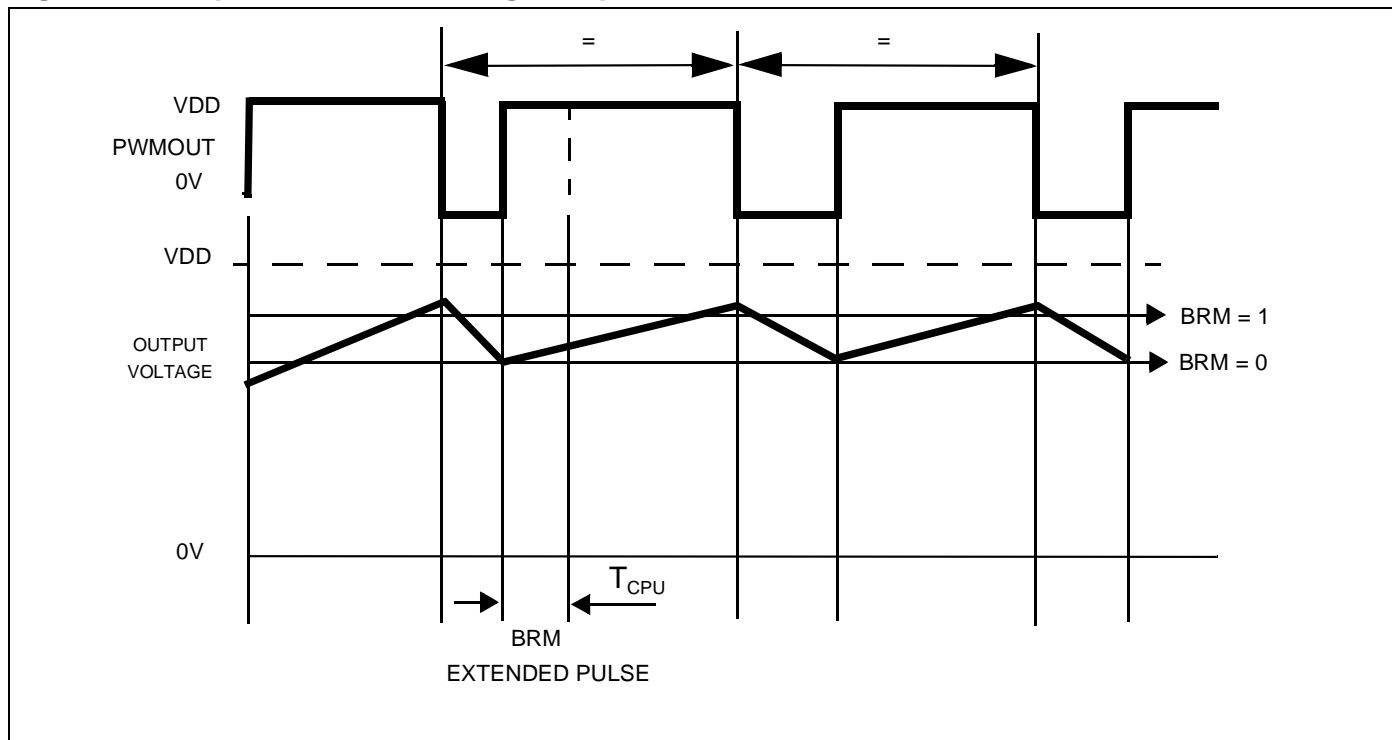 = =
VDD
PWMOUT
0V
VDD
BRM = 1
OUTPUT
VOLTAGE
BRM = 0
0V
TCPU
BRM
EXTENDED PULSE